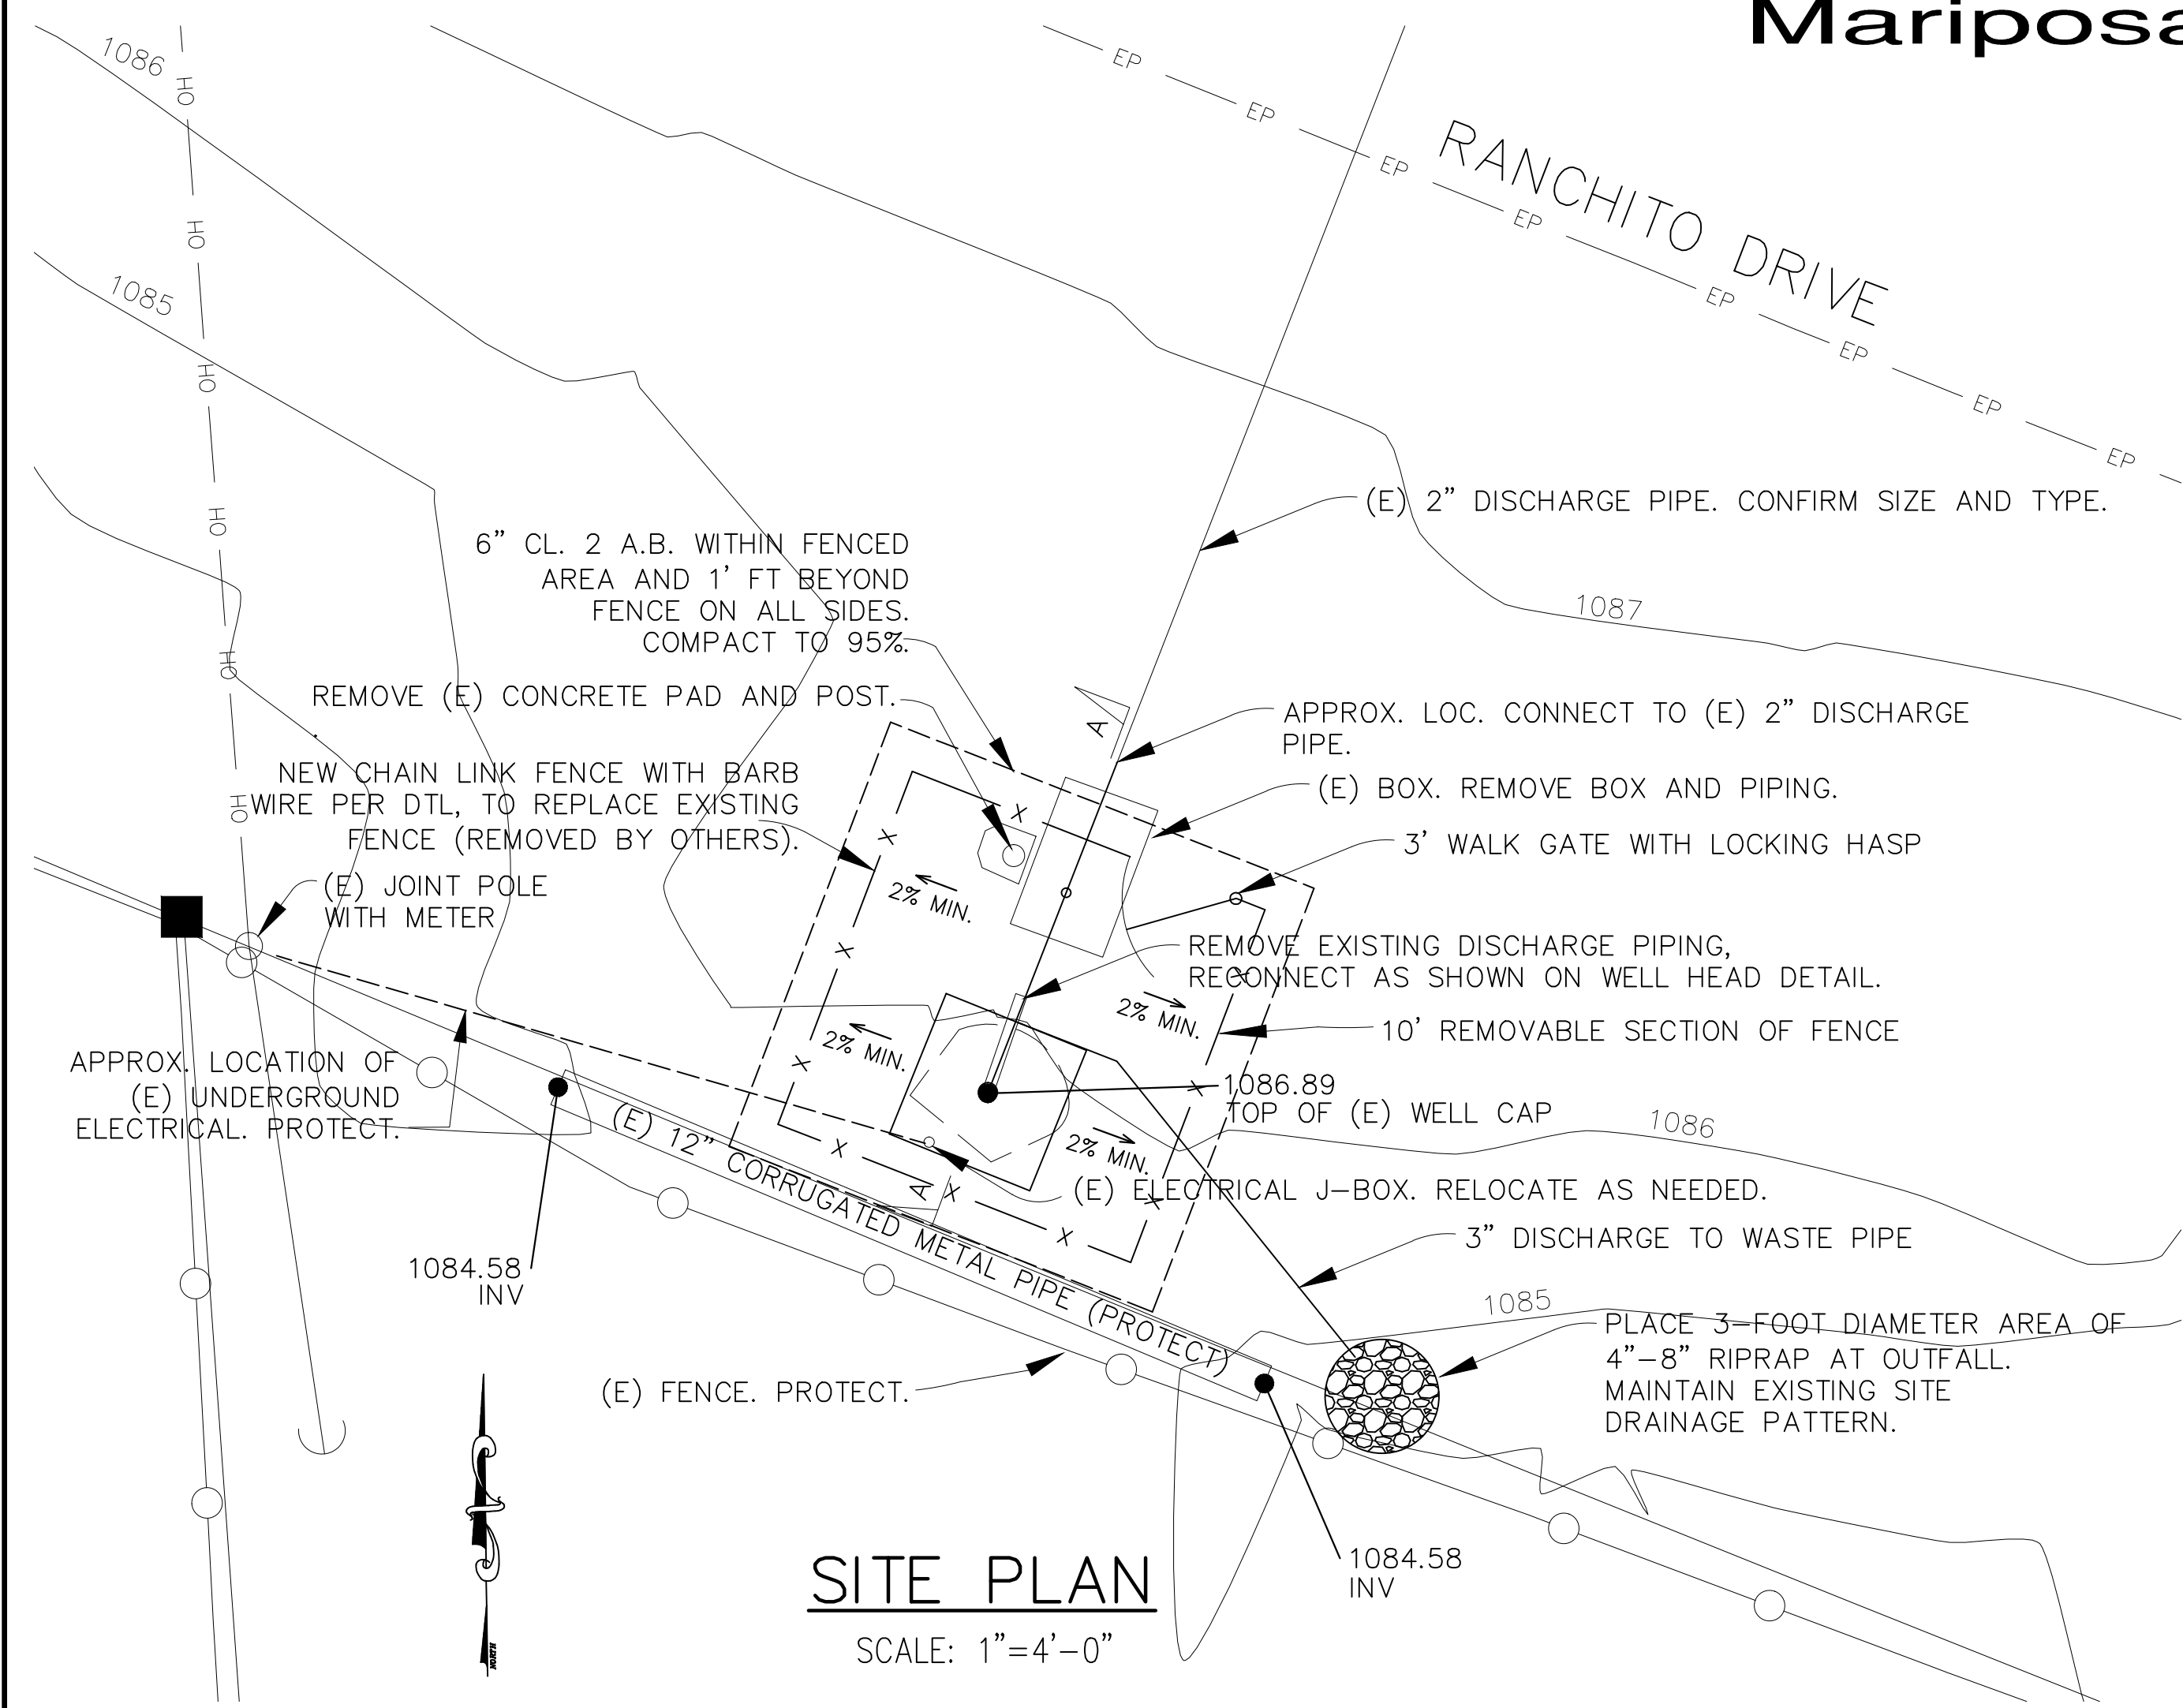 Mariposa
1086
OH
EP
EP
EP
EP
EP
EP
EP
EP
RANCHITO DRIVE
1085
OH
OH
OH
OH
OH
(E) 2" DISCHARGE PIPE. CONFIRM SIZE AND TYPE.
6" CL. 2 A.B. WITHIN FENCED
AREA AND 1' FT BEYOND
FENCE ON ALL SIDES.
COMPACT TO 95%.
1087
REMOVE (E) CONCRETE PAD AND POST.
A
APPROX. LOC. CONNECT TO (E) 2" DISCHARGE
PIPE.
NEW CHAIN LINK FENCE WITH BARB
WIRE PER DTL, TO REPLACE EXISTING
FENCE (REMOVED BY OTHERS).
(E) BOX. REMOVE BOX AND PIPING.
3' WALK GATE WITH LOCKING HASP
X
X
X
X
X
X
X
X
X
X
X
(E) JOINT POLE
WITH METER
2% MIN.
REMOVE EXISTING DISCHARGE PIPING,
RECONNECT AS SHOWN ON WELL HEAD DETAIL.
2% MIN.
2% MIN.
10' REMOVABLE SECTION OF FENCE
APPROX. LOCATION OF
(E) UNDERGROUND
ELECTRICAL. PROTECT.
1086.89
TOP OF (E) WELL CAP
1086
2% MIN.
(E) 12" CORRUGATED METAL PIPE (PROTECT)
A
(E) ELECTRICAL J-BOX. RELOCATE AS NEEDED.
3" DISCHARGE TO WASTE PIPE
1084.58
INV
1085
PLACE 3-FOOT DIAMETER AREA OF
4"-8" RIPRAP AT OUTFALL.
MAINTAIN EXISTING SITE
DRAINAGE PATTERN.
(E) FENCE. PROTECT.
1084.58
INV
NORTH
SITE PLAN
SCALE: 1"=4'-0"